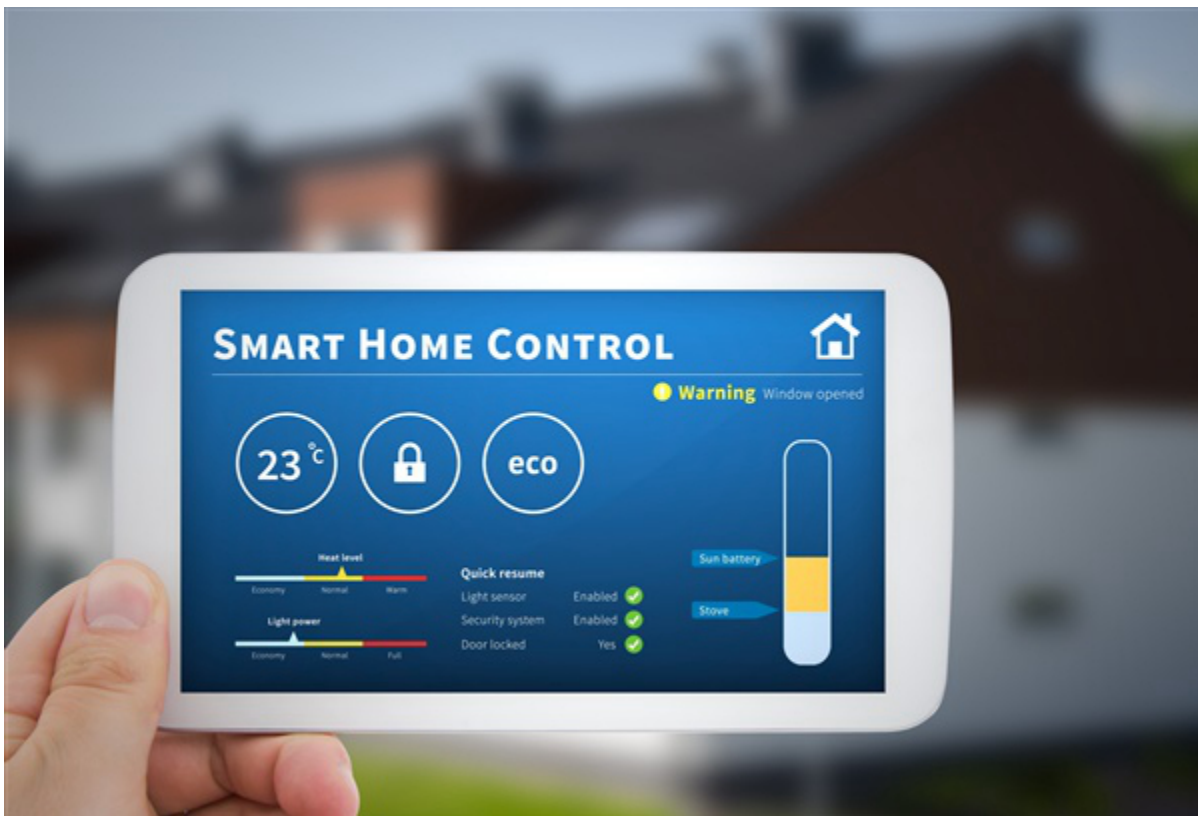 SMART HOME CONTROL
! Warning Window opened
23 °C
eco
Heat level
Economy Normal Warm
Light power
Economy Normal Full
Quick resume
Light sensor Enabled
Security system Enabled
Door locked Yes
Sun battery
Stove